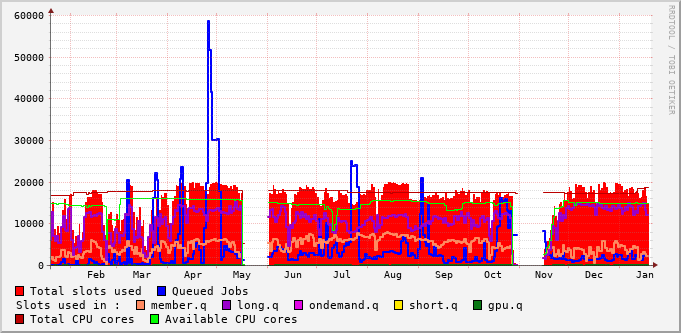 60000
50000
40000
30000
20000
10000
0
Feb Mar Apr May Jun Jul Aug Sep Oct Nov Dec Jan
Total slots used Queued Jobs
Slots used in : member.q long.q ondemand.q short.q gpu.q
Total CPU cores Available CPU cores
RRDTOOL / TOBI OETIKER